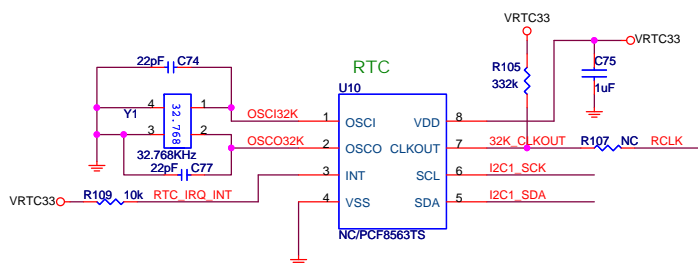 VRTC33
22pF C74
RTC
R105
332k
VRTC33
C75
1uF
U10
4 1
Y1
32.768
3 2
OSCI32K
OSCO32K
32.768KHz
22pF C77
1 OSCI VDD 8
2 OSCO CLKOUT 7
3 INT SCL 6
4 VSS SDA 5
32K_CLKOUT
R107 NC
RCLK
I2C1_SCK
I2C1_SDA
VRTC33
R109 10k
RTC_IRQ_INT
NC/PCF8563TS